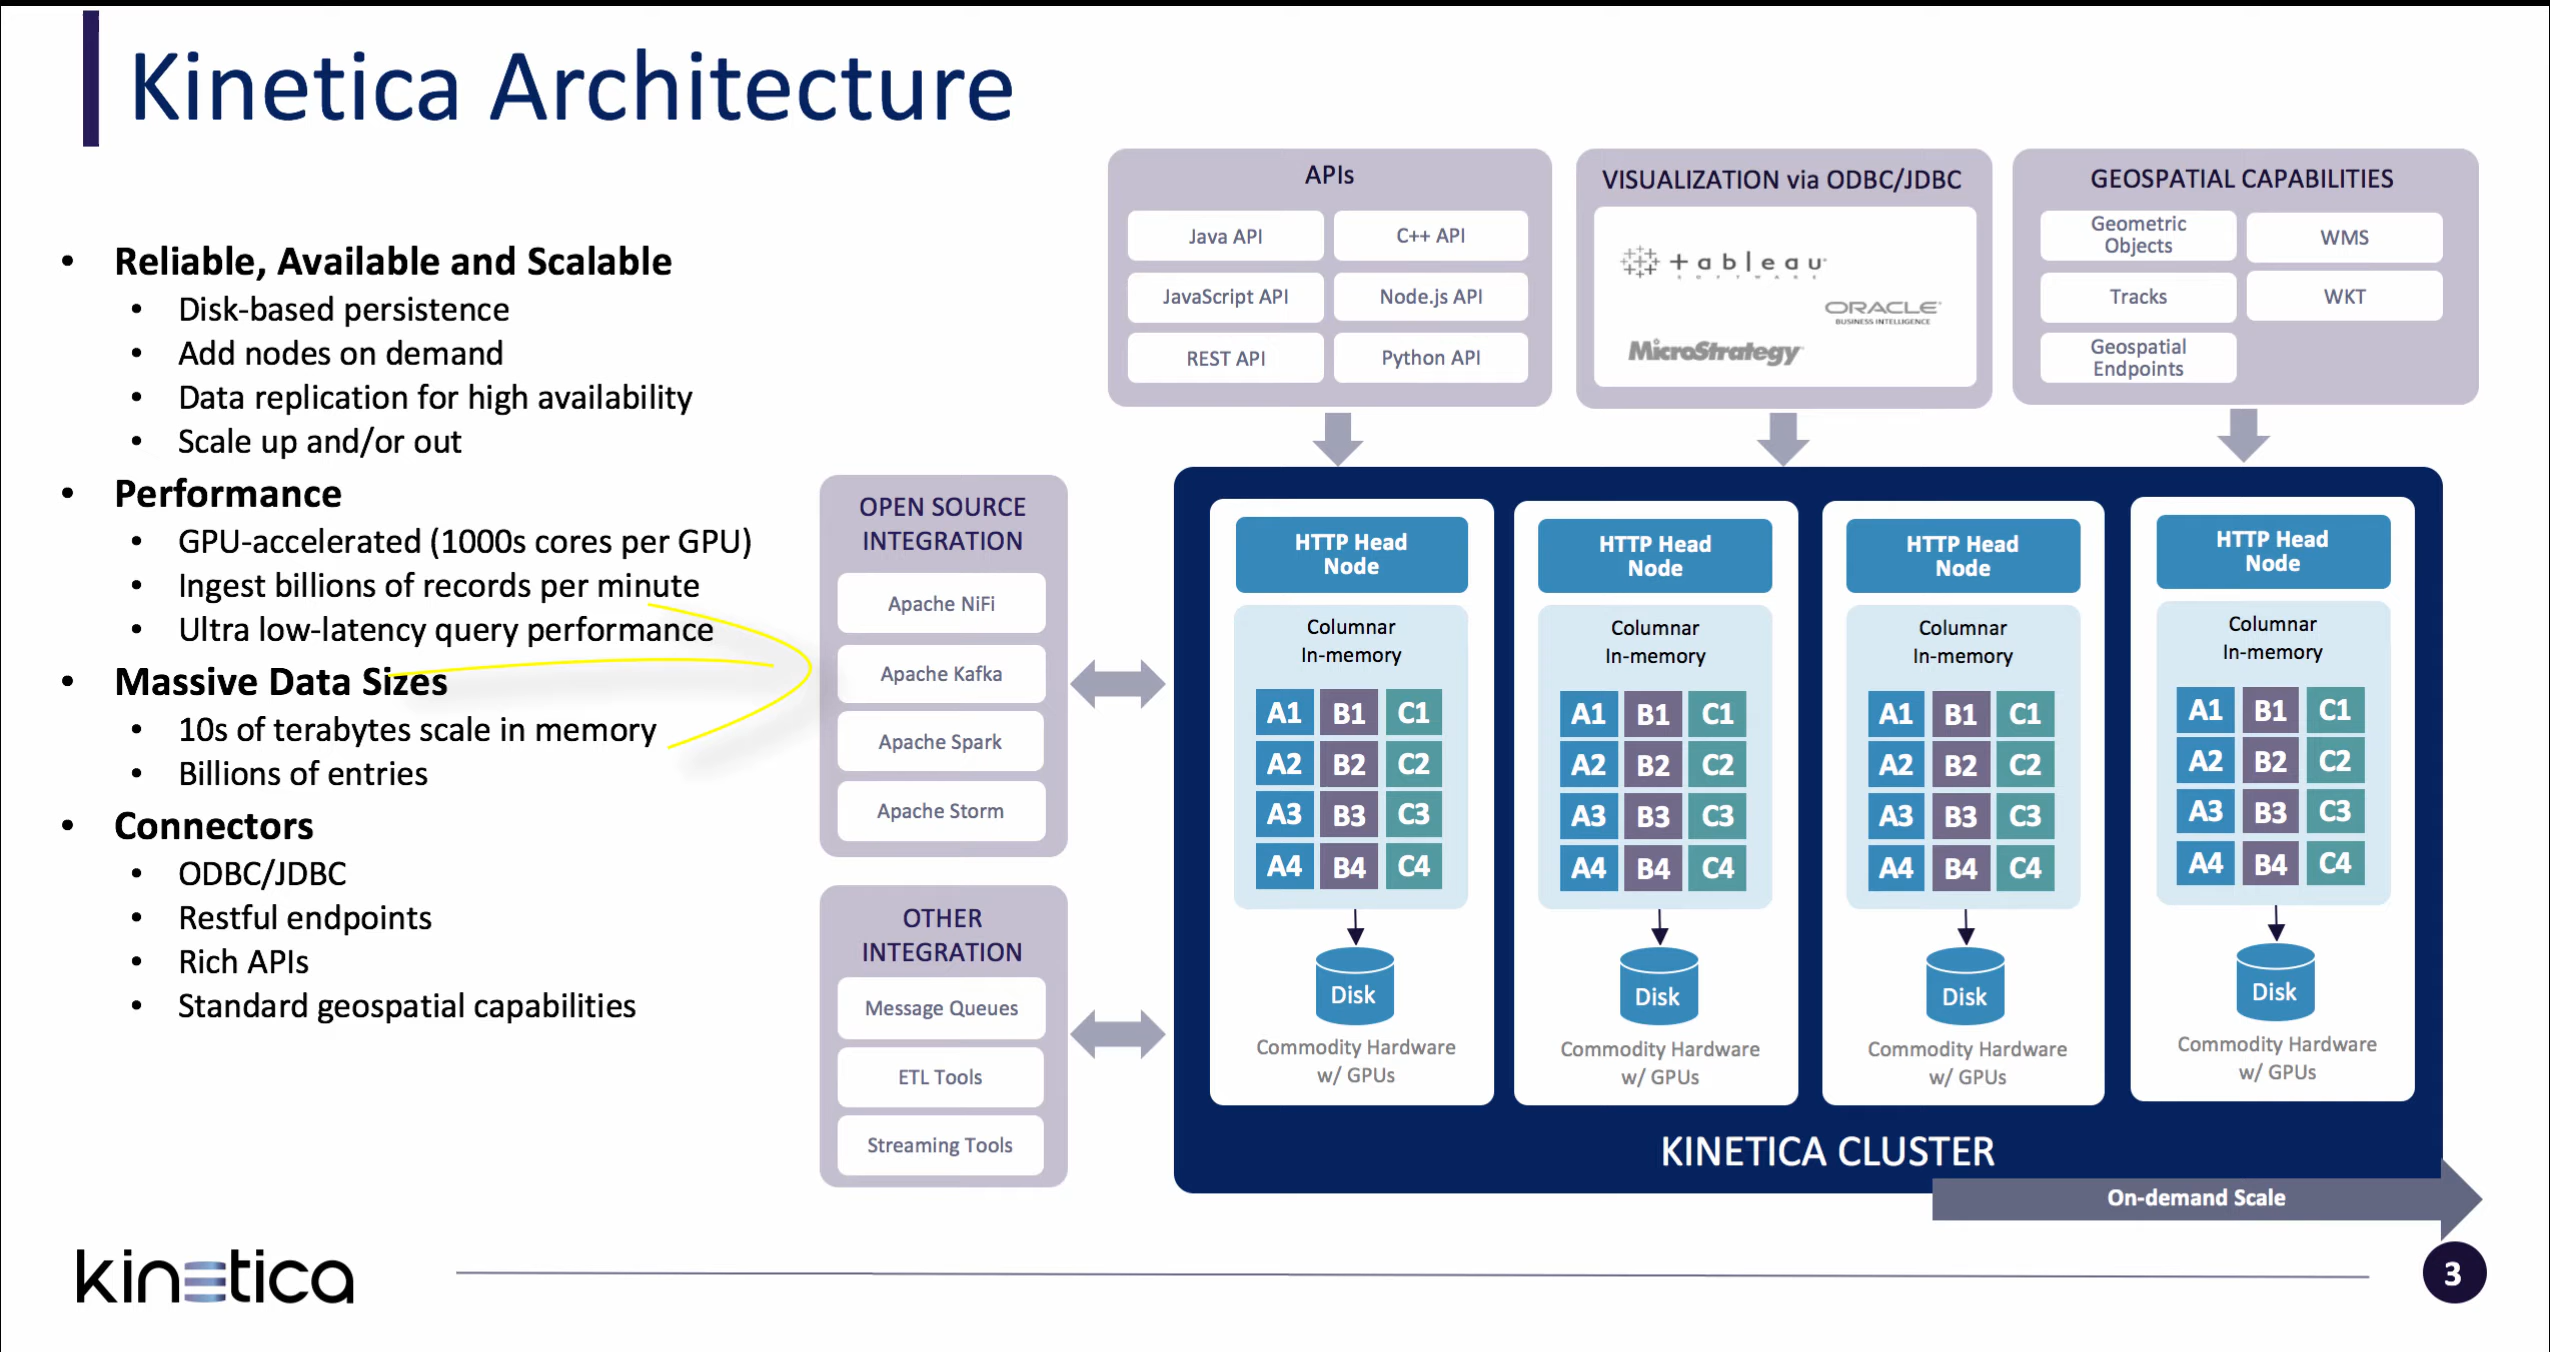 Kinetica Architecture
• Reliable, Available and Scalable
• Disk-based persistence
• Add nodes on demand
• Data replication for high availability
• Scale up and/or out
• Performance
• GPU-accelerated (1000s cores per GPU)
• Ingest billions of records per minute
• Ultra low-latency query performance
• Massive Data Sizes
• 10s of terabytes scale in memory
• Billions of entries
• Connectors
• ODBC/JDBC
• Restful endpoints
• Rich APIs
• Standard geospatial capabilities
APIs
Java API
C++ API
JavaScript API
Node.js API
REST API
Python API
VISUALIZATION via ODBC/JDBC
+ableau
SOFTWARE
ORACLE
BUSINESS INTELLIGENCE
MicroStrategy
GEOSPATIAL CAPABILITIES
Geometric
Objects
WMS
Tracks
WKT
Geospatial
Endpoints
OPEN SOURCE
INTEGRATION
Apache NiFi
Apache Kafka
Apache Spark
Apache Storm
OTHER
INTEGRATION
Message Queues
ETL Tools
Streaming Tools
HTTP Head
Node
Columnar
In-memory
A1 B1 C1
A2 B2 C2
A3 B3 C3
A4 B4 C4
Disk
Commodity Hardware
w/ GPUs
HTTP Head
Node
Columnar
In-memory
A1 B1 C1
A2 B2 C2
A3 B3 C3
A4 B4 C4
Disk
Commodity Hardware
w/ GPUs
HTTP Head
Node
Columnar
In-memory
A1 B1 C1
A2 B2 C2
A3 B3 C3
A4 B4 C4
Disk
Commodity Hardware
w/ GPUs
HTTP Head
Node
Columnar
In-memory
A1 B1 C1
A2 B2 C2
A3 B3 C3
A4 B4 C4
Disk
Commodity Hardware
w/ GPUs
KINETICA CLUSTER
On-demand Scale
kinetica
3